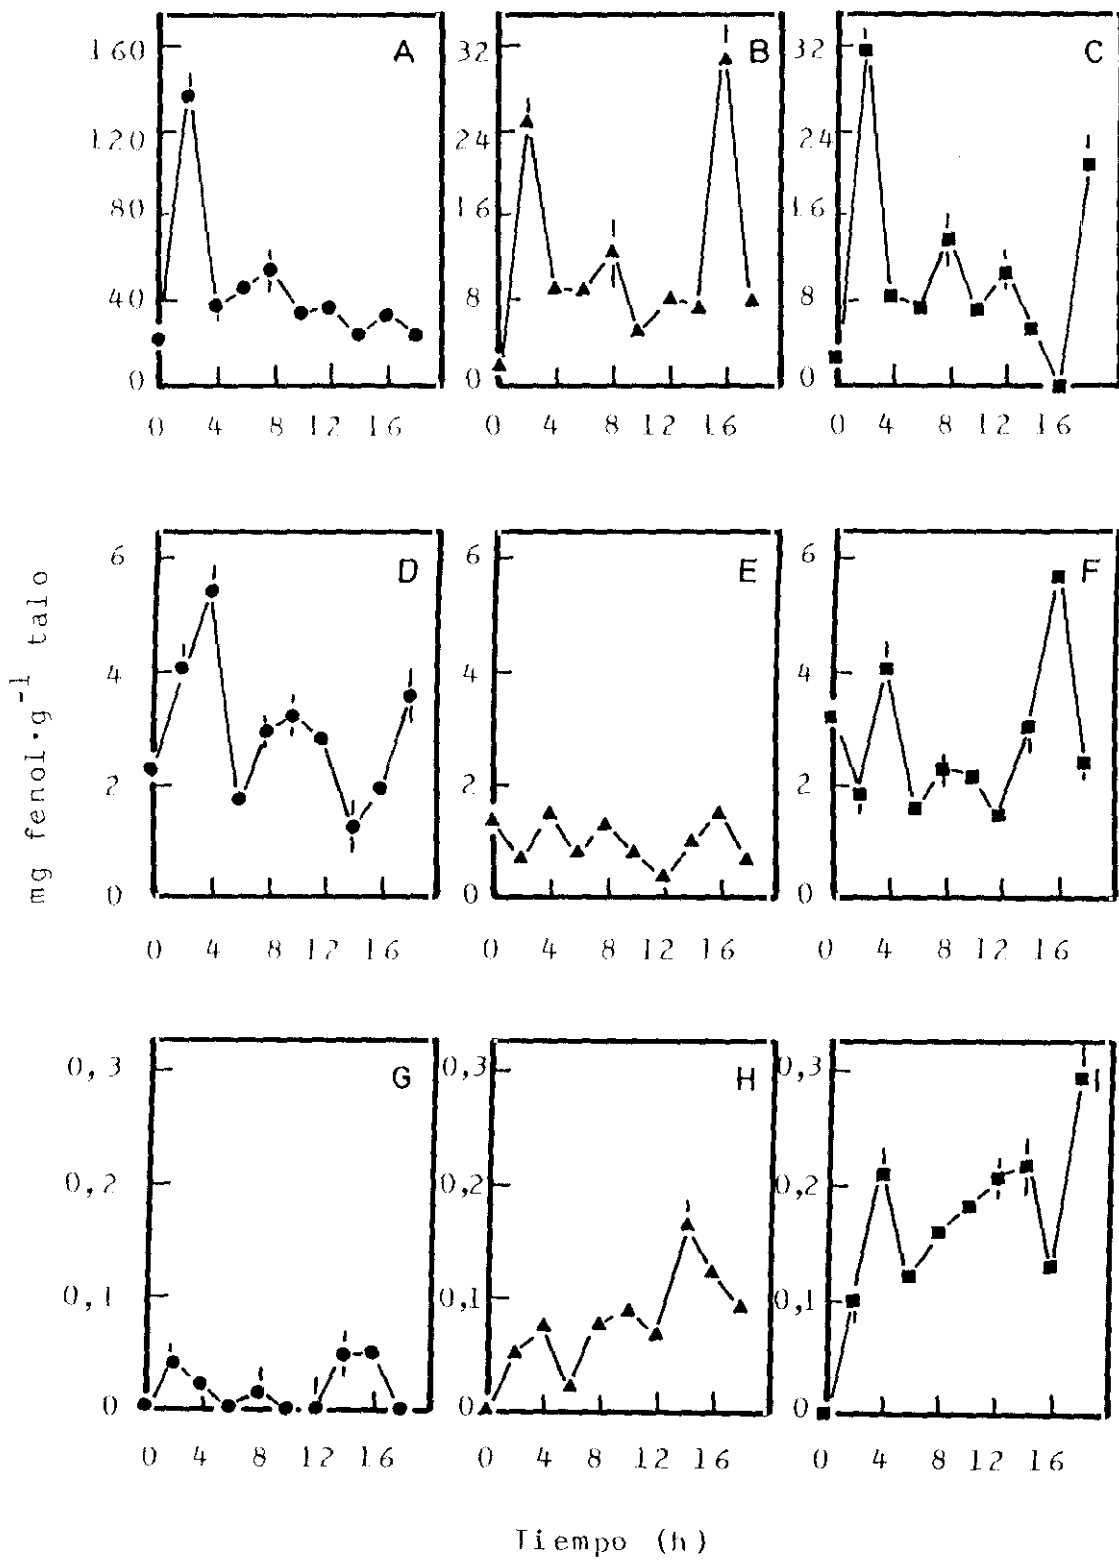 160 A 32 B 32 C
120 24 24
80 16 16
40 8 8
0 0 0
0 4 8 12 16 0 4 8 12 16 0 4 8 12 16
mg fenol·g⁻¹ talo
6 D 6 E 6 F
4 4 4
2 2 2
0 0 0
0 4 8 12 16 0 4 8 12 16 0 4 8 12 16
0,3 G 0,3 H 0,3 I
0,2 0,2 0,2
0,1 0,1 0,1
0 0 0
0 4 8 12 16 0 4 8 12 16 0 4 8 12 16
Tiempo (h)